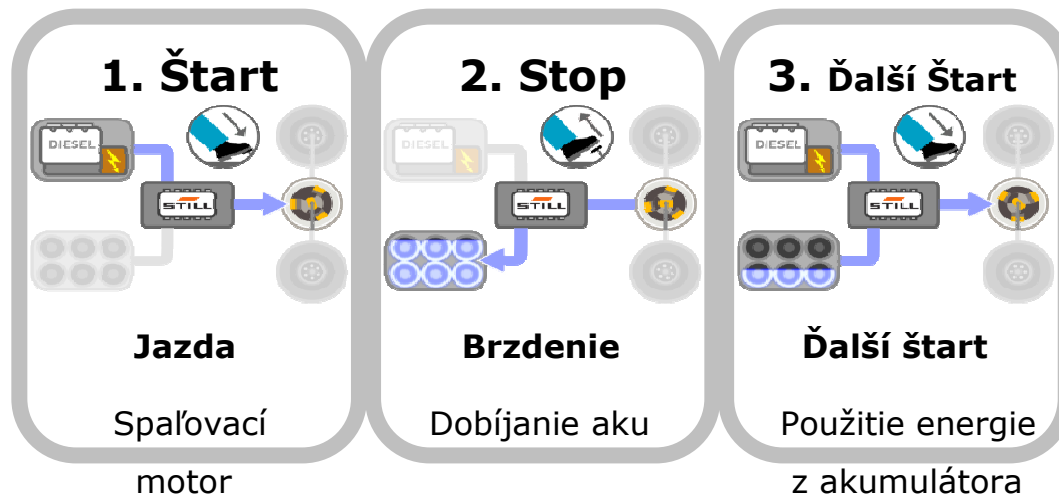 1. Štart
DIESEL
STILL
Jazda
Spaľovací
motor
2. Stop
DIESEL
STILL
Brzdenie
Dobíjanie aku
3. Ďalší Štart
DIESEL
STILL
Ďalší štart
Použitie energie
z akumulátora